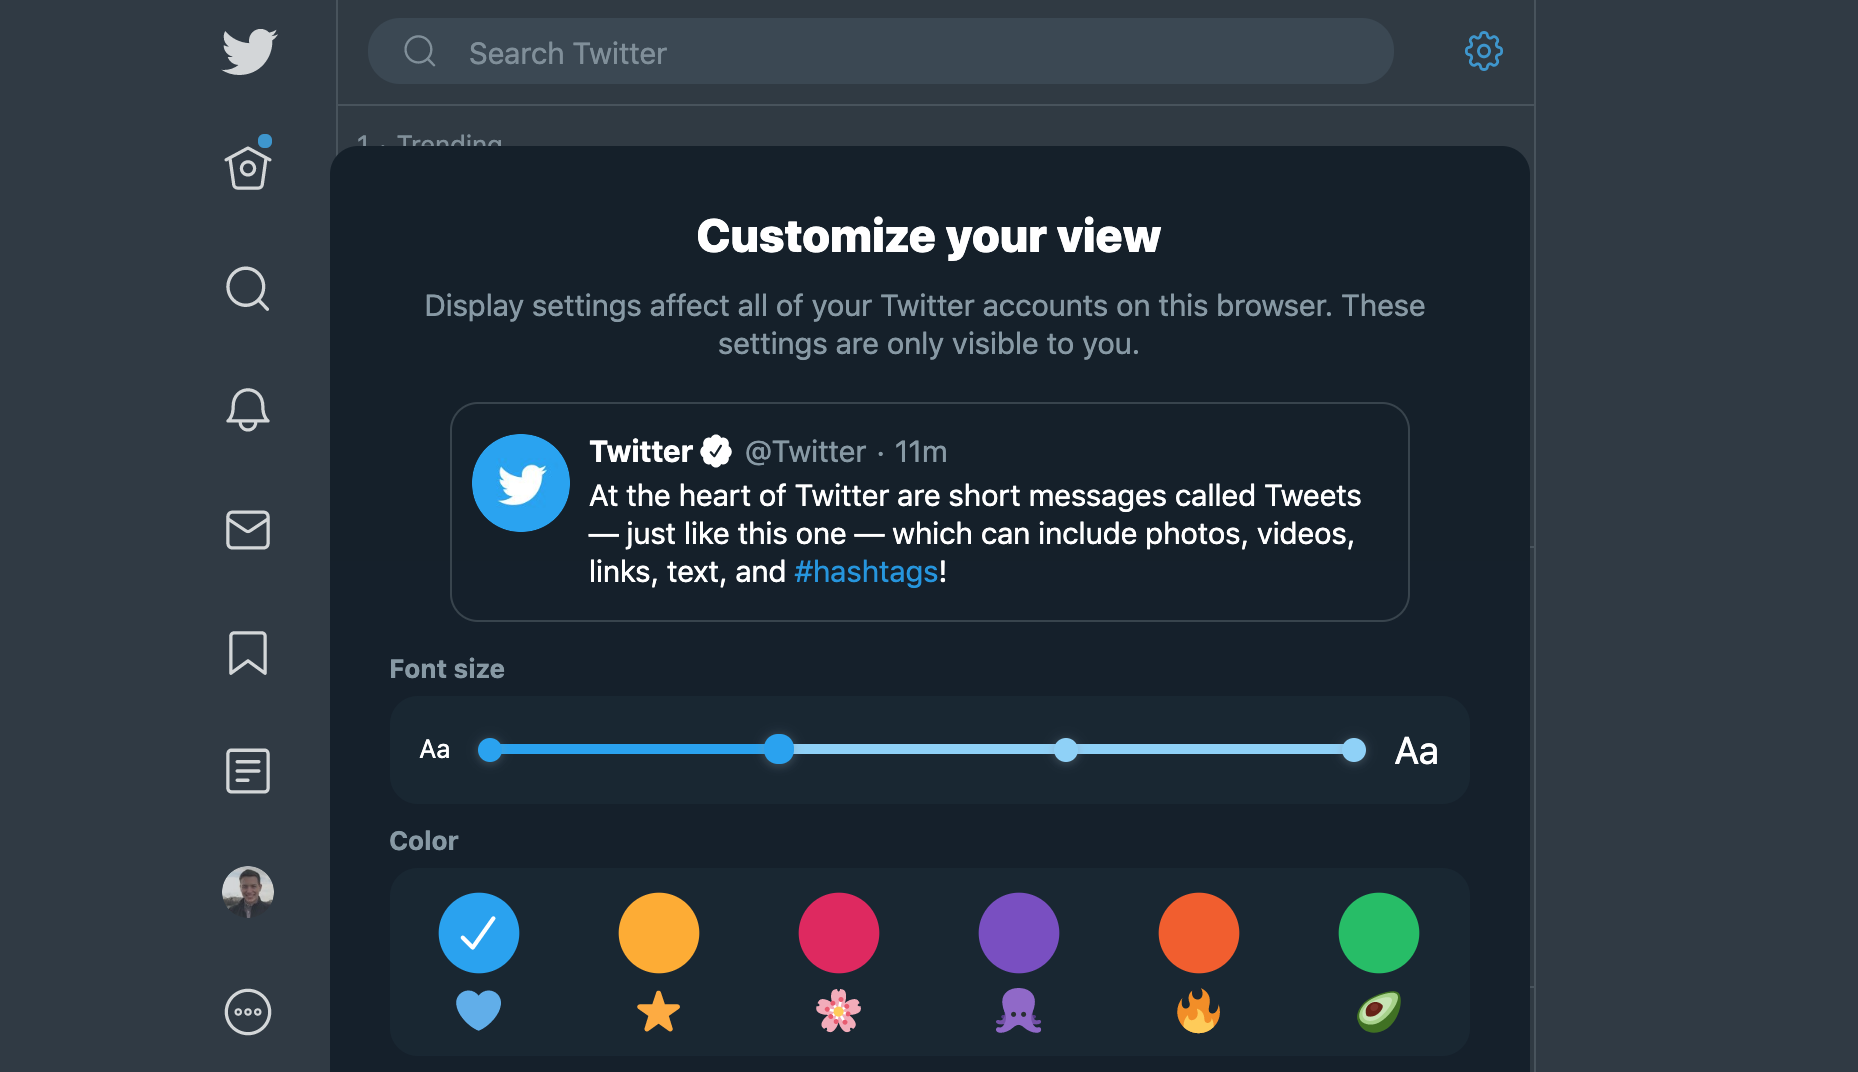 Search Twitter
1 · Trending
Customize your view
Display settings affect all of your Twitter accounts on this browser. These
settings are only visible to you.
Twitter @Twitter · 11m
At the heart of Twitter are short messages called Tweets
— just like this one — which can include photos, videos,
links, text, and #hashtags!
Font size
Aa Aa
Color